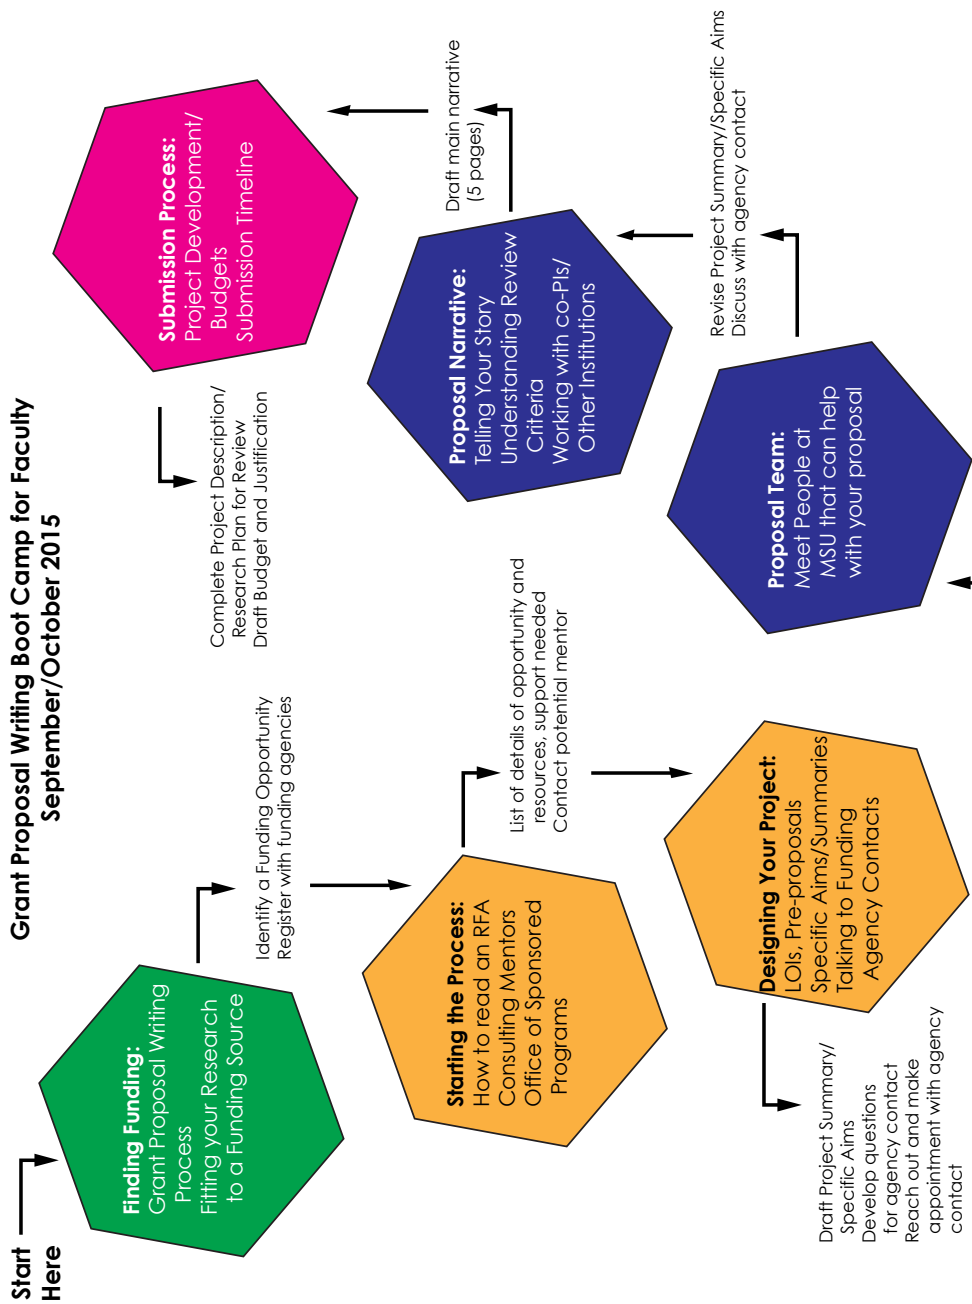 Grant Proposal Writing Boot Camp for Faculty
September/October 2015
Start
Here
Finding Funding:
Grant Proposal Writing
Process
Fitting your Research
to a Funding Source
Identify a Funding Opportunity
Register with funding agencies
Starting the Process:
How to read an RFA
Consulting Mentors
Office of Sponsored
Programs
List of details of opportunity and
resources, support needed
Contact potential mentor
Designing Your Project:
LOIs, Pre-proposals
Specific Aims/Summaries
Talking to Funding
Agency Contacts
Draft Project Summary/
Specific Aims
Develop questions
for agency contact
Reach out and make
appointment with agency
contact
Proposal Team:
Meet People at
MSU that can help
with your proposal
Revise Project Summary/Specific Aims
Discuss with agency contact
Proposal Narrative:
Telling Your Story
Understanding Review
Criteria
Working with co-PIs/
Other Institutions
Draft main narrative
(5 pages)
Submission Process:
Project Development/
Budgets
Submission Timeline
Complete Project Description/
Research Plan for Review
Draft Budget and Justification